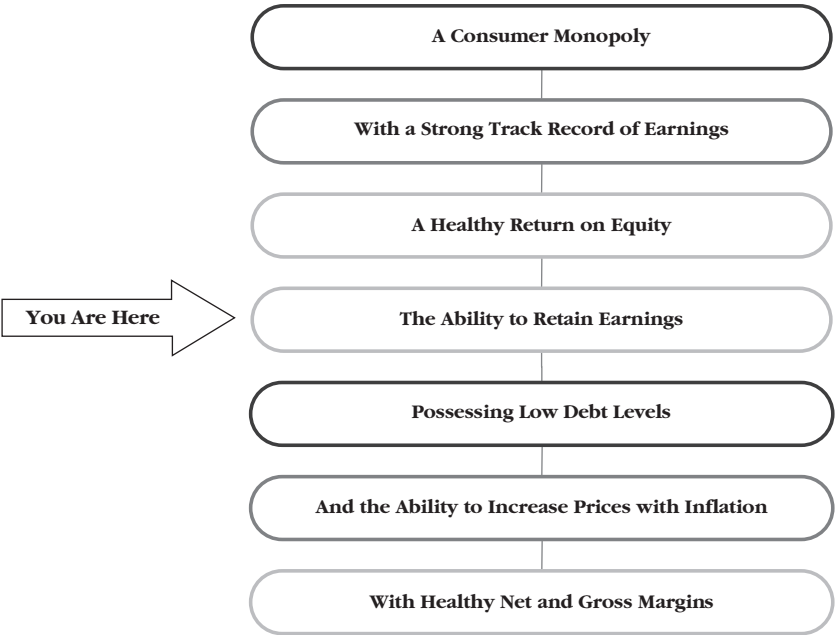 A Consumer Monopoly
With a Strong Track Record of Earnings
A Healthy Return on Equity
You Are Here
The Ability to Retain Earnings
Possessing Low Debt Levels
And the Ability to Increase Prices with Inflation
With Healthy Net and Gross Margins